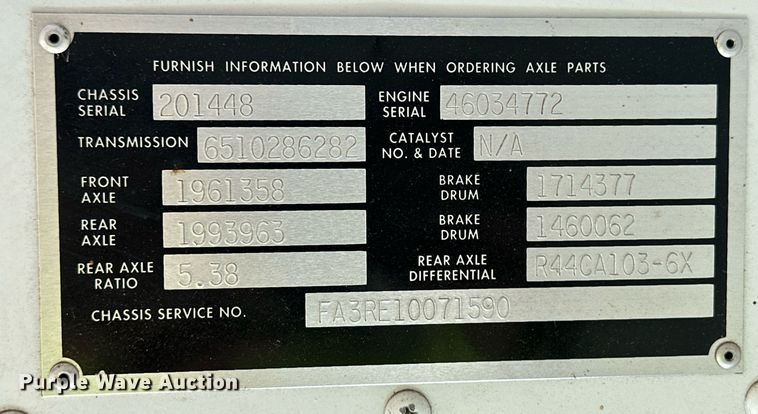 FURNISH INFORMATION BELOW WHEN ORDERING AXLE PARTS
CHASSIS SERIAL 201448 ENGINE SERIAL 46034772
TRANSMISSION 6510286282 CATALYST NO. & DATE N/A
FRONT AXLE 1961358 BRAKE DRUM 1714377
REAR AXLE 1993963 BRAKE DRUM 1460062
REAR AXLE RATIO 5.38 REAR AXLE DIFFERENTIAL R44CA103-6X
CHASSIS SERVICE NO. FA3RE10071590
Purple Wave Auction